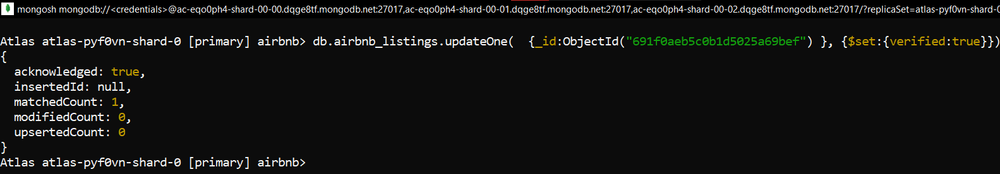 mongosh mongodb://<credentials>@ac-eqo0ph4-shard-00-00.dqge8tf.mongodb.net:27017,ac-eqo0ph4-shard-00-01.dqge8tf.mongodb.net:27017,ac-eqo0ph4-shard-00-02.dqge8tf.mongodb.net:27017/?replicaSet=atlas-pyf0vn-shard-0
Atlas atlas-pyf0vn-shard-0 [primary] airbnb> db.airbnb_listings.updateOne(  {_id:ObjectId("691f0aeb5c0b1d5025a69bef") }, {$set:{verified:true}})
{
  acknowledged: true,
  insertedId: null,
  matchedCount: 1,
  modifiedCount: 0,
  upsertedCount: 0
}
Atlas atlas-pyf0vn-shard-0 [primary] airbnb>